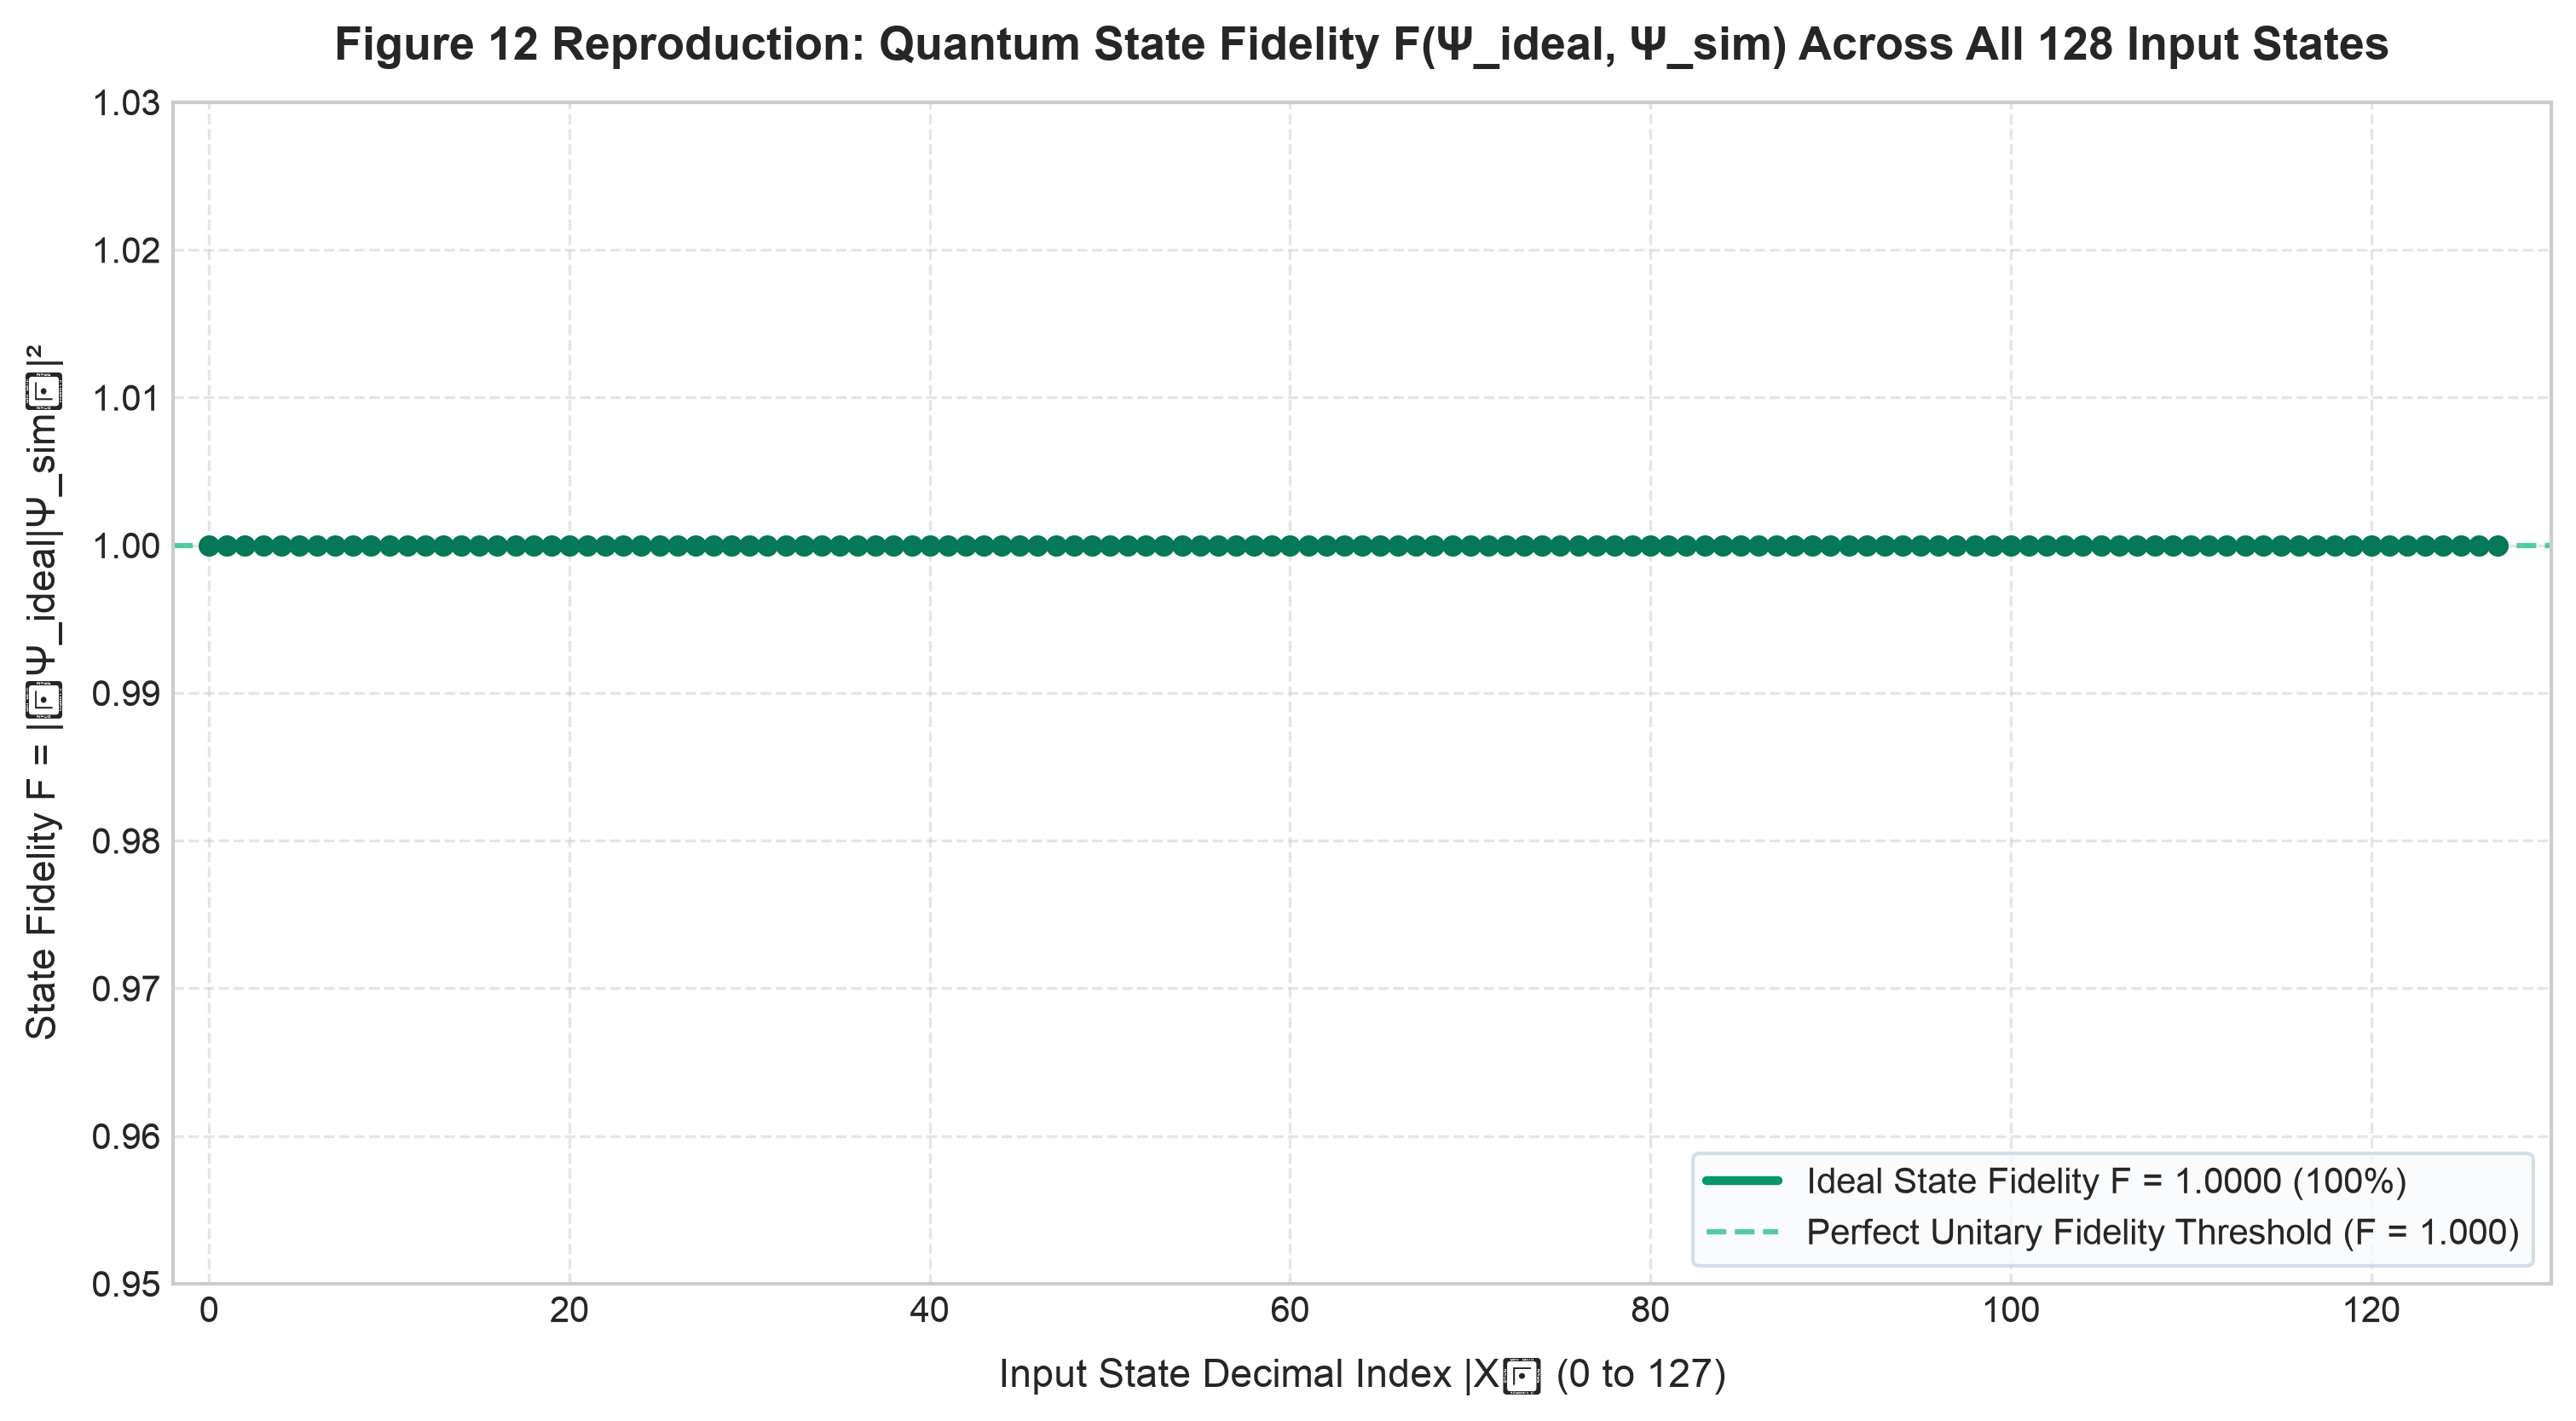 Figure 12 Reproduction: Quantum State Fidelity F(Ψ_ideal, Ψ_sim) Across All 128 Input States
State Fidelity F = |Ψ_ideal|Ψ_sim|²
1.03
1.02
1.01
1.00
0.99
0.98
0.97
0.96
0.95
Ideal State Fidelity F = 1.0000 (100%)
Perfect Unitary Fidelity Threshold (F = 1.000)
0 20 40 60 80 100 120
Input State Decimal Index |X (0 to 127)